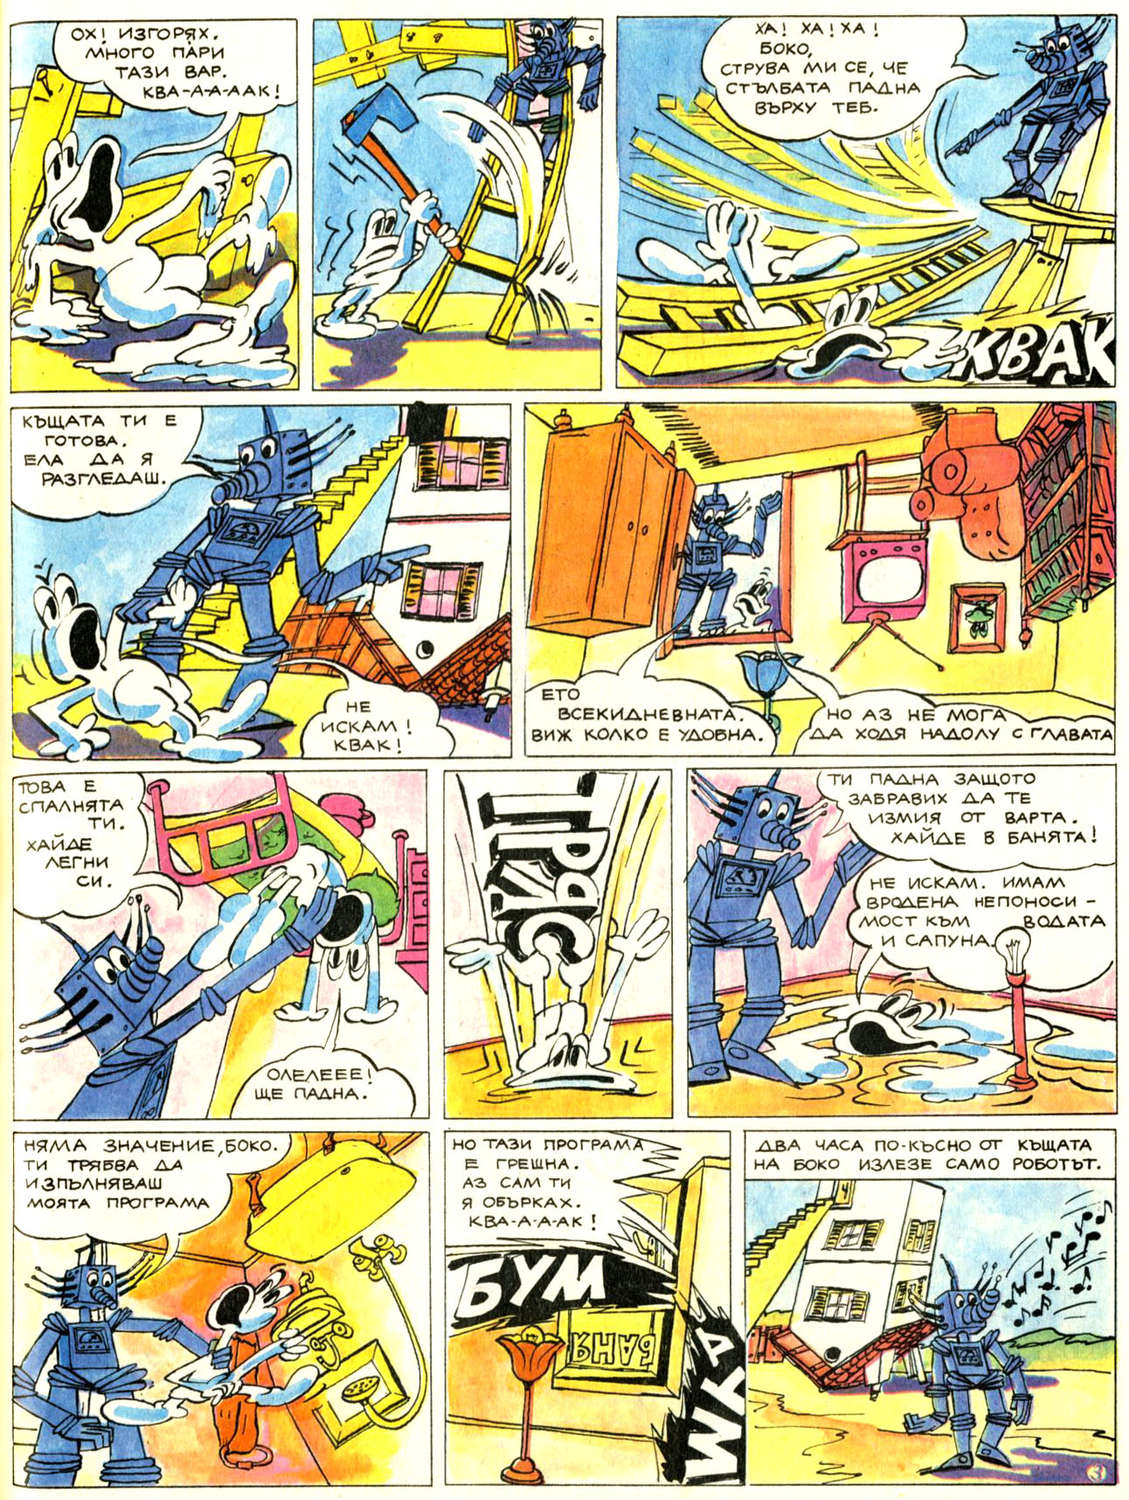 ОХ! ИЗГОРЯХ.
МНОГО ПАРИ
ТАЗИ ВАР.
КВА-А-А-ААК!
ХА! ХА! ХА!
БОКО,
СТРУВА МИ СЕ, ЧЕ
СТЪЛБАТА ПАДНА
ВЪРХУ ТЕБ.
КВАК
КЪЩАТА ТИ Е
ГОТОВА.
ЕЛА ДА Я
РАЗГЛЕДАШ.
НЕ
ИСКАМ!
КВАК!
ЕТО
ВСЕКИДНЕВНАТА.
ВИЖ КОЛКО Е УДОБНА.
НО АЗ НЕ МОГА
ДА ХОДЯ НАДОЛУ С ГЛАВАТА
ТОВА Е
СПАЛНЯТА
ТИ.
ХАЙДЕ
ЛЕГНИ
СИ.
ОЛЕЛЕЕЕ!
ЩЕ ПАДНА.
ТРЯС
ТИ ПАДНА ЗАЩОТО
ЗАБРАВИХ ДА ТЕ
ИЗМИЯ ОТ ВАРТА.
ХАЙДЕ В БАНЯТА!
НЕ ИСКАМ. ИМАМ
ВРОДЕНА НЕПОНОСИ-
МОСТ КЪМ ВОДАТА
И САПУНА.
НЯМА ЗНАЧЕНИЕ, БОКО.
ТИ ТРЯБВА ДА
ИЗПЪЛНЯВАШ
МОЯТА ПРОГРАМА
НО ТАЗИ ПРОГРАМА
Е ГРЕШНА.
АЗ САМ ТИ
Я ОБЪРКАХ.
КВА-А-А-АК!
БУМ
БАНЯ
ДУМ
ДВА ЧАСА ПО-КЪСНО ОТ КЪЩАТА
НА БОКО ИЗЛЕЗЕ САМО РОБОТЪТ.
3